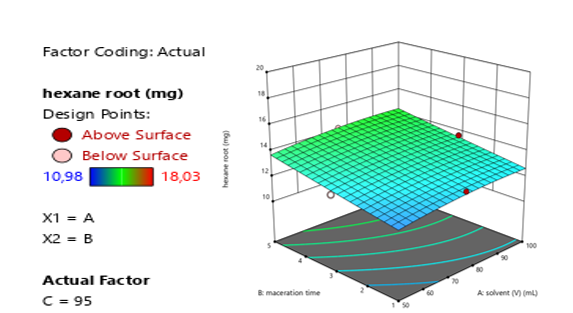 Factor Coding: Actual
hexane root (mg)
Design Points:
Above Surface
Below Surface
10,98 18,03
X1 = A
X2 = B
Actual Factor
C = 95
hexane root (mg)
20
18
16
14
12
10
5
4
3
2
1
50
60
70
80
90
100
B: maceration time
A: solvent (V) (mL)